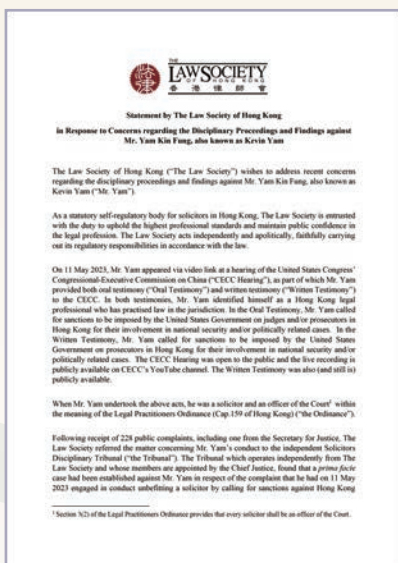 THE
LAW SOCIETY
OF HONG KONG
香港律師會
Statement by The Law Society of Hong Kong
in Response to Concerns regarding the Disciplinary Proceedings and Findings against
Mr. Yam Kin Fung, also known as Kevin Yam
The Law Society of Hong Kong (“The Law Society”) wishes to address recent concerns
regarding the disciplinary proceedings and findings against Mr. Yam Kin Fung, also known as
Kevin Yam (“Mr. Yam”).
As a statutory self-regulatory body for solicitors in Hong Kong, The Law Society is entrusted
with the duty to uphold the highest professional standards and maintain public confidence in
the legal profession. The Law Society acts independently and apolitically, faithfully carrying
out its regulatory responsibilities in accordance with the law.
On 11 May 2023, Mr. Yam appeared via video link at a hearing of the United States Congress’
Congressional-Executive Commission on China (“CECC Hearing”), as part of which Mr. Yam
provided both oral testimony (“Oral Testimony”) and written testimony (“Written Testimony”)
to the CECC. In both testimonies, Mr. Yam identified himself as a Hong Kong legal
professional who has practised law in the jurisdiction. In the Oral Testimony, Mr. Yam called
for sanctions to be imposed by the United States Government on judges and/or prosecutors in
Hong Kong for their involvement in national security and/or politically related cases. In the
Written Testimony, Mr. Yam called for sanctions to be imposed by the United States
Government on prosecutors in Hong Kong for their involvement in national security and/or
politically related cases. The CECC Hearing was open to the public and the live recording is
publicly available on CECC’s YouTube channel. The Written Testimony was also (and still is)
publicly available.
When Mr. Yam undertook the above acts, he was a solicitor and an officer of the Court¹ within
the meaning of the Legal Practitioners Ordinance (Cap.159 of Hong Kong) (“the Ordinance”).
Following receipt of 228 public complaints, including one from the Secretary for Justice, The
Law Society referred the matter concerning Mr. Yam’s conduct to the independent Solicitors
Disciplinary Tribunal (“the Tribunal”). The Tribunal which operates independently from The
Law Society and whose members are appointed by the Chief Justice, found that a prima facie
case had been established against Mr. Yam in respect of the complaint that he had on 11 May
2023 engaged in conduct unbefitting a solicitor by calling for sanctions against Hong Kong
¹ Section 3(2) of the Legal Practitioners Ordinance provides that every solicitor shall be an officer of the Court.